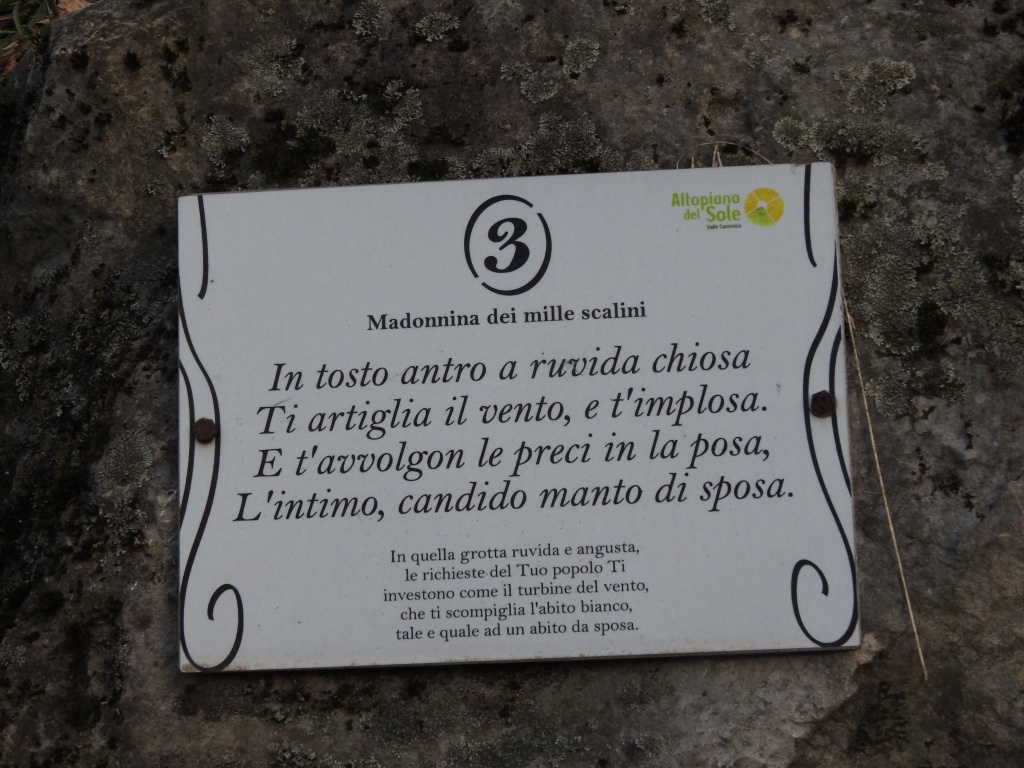 3
Altopiano
del Sole
Valle Camonica
Madonnina dei mille scalini
In tosto antro a ruvida chiosa
Ti artiglia il vento, e t'implosa.
E t'avvolgon le preci in la posa,
L'intimo, candido manto di sposa.
In quella grotta ruvida e angusta,
le richieste del Tuo popolo Ti
investono come il turbine del vento,
che ti scompiglia l'abito bianco,
tale e quale ad un abito da sposa.